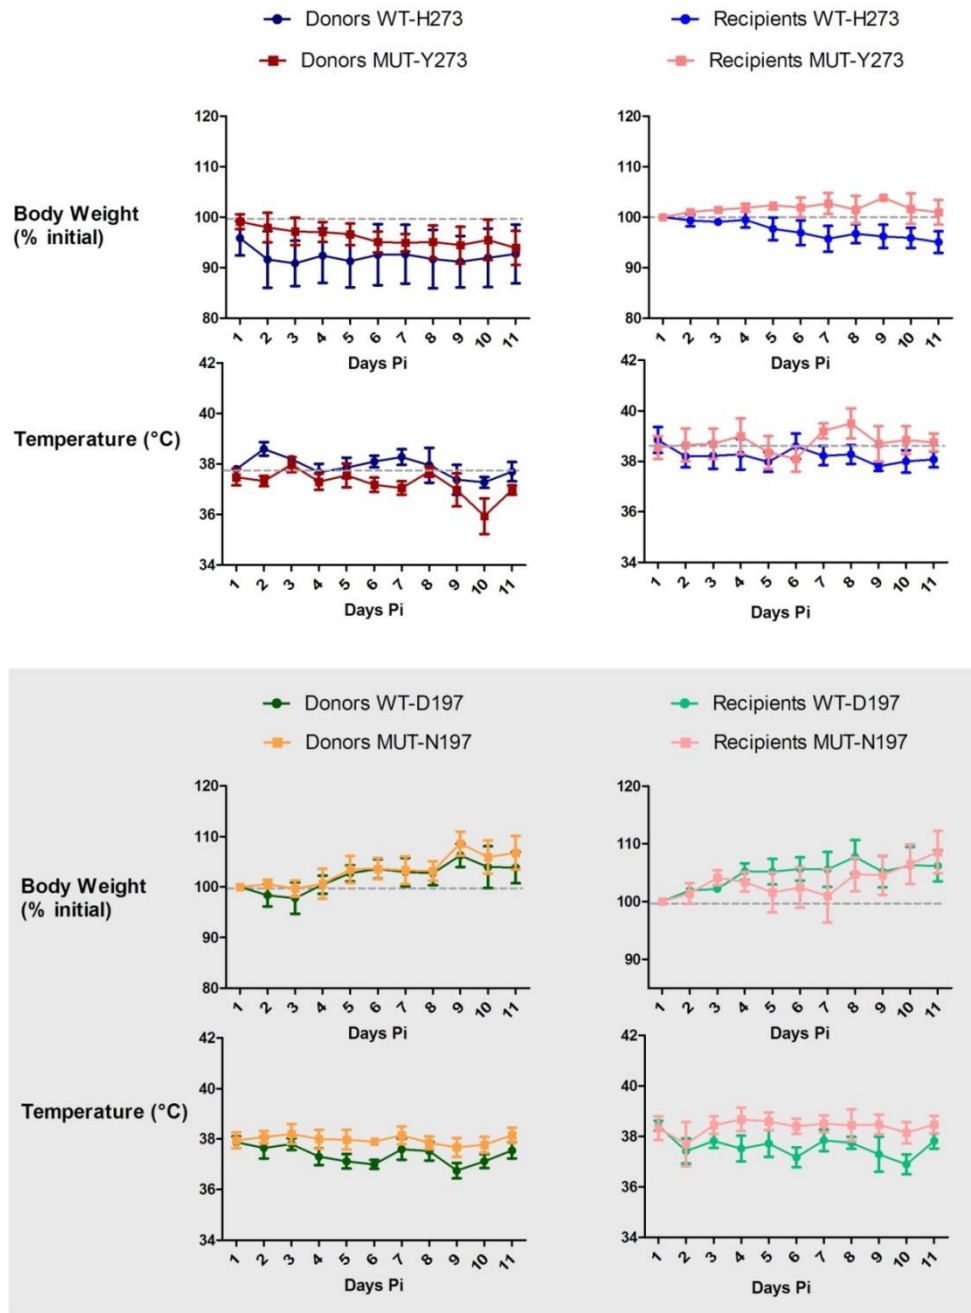 Donors WT-H273
Donors MUT-Y273
Recipients WT-H273
Recipients MUT-Y273
Body Weight
(% initial)
120
110
100
90
80
1 2 3 4 5 6 7 8 9 10 11
Days Pi
120
110
100
90
80
1 2 3 4 5 6 7 8 9 10 11
Days Pi
Temperature (°C)
42
40
38
36
34
1 2 3 4 5 6 7 8 9 10 11
Days Pi
42
40
38
36
34
1 2 3 4 5 6 7 8 9 10 11
Days Pi
Donors WT-D197
Donors MUT-N197
Recipients WT-D197
Recipients MUT-N197
Body Weight
(% initial)
120
110
100
90
80
1 2 3 4 5 6 7 8 9 10 11
Days Pi
120
110
100
90
1 2 3 4 5 6 7 8 9 10 11
Days Pi
Temperature (°C)
42
40
38
36
34
1 2 3 4 5 6 7 8 9 10 11
Days Pi
42
40
38
36
34
1 2 3 4 5 6 7 8 9 10 11
Days Pi